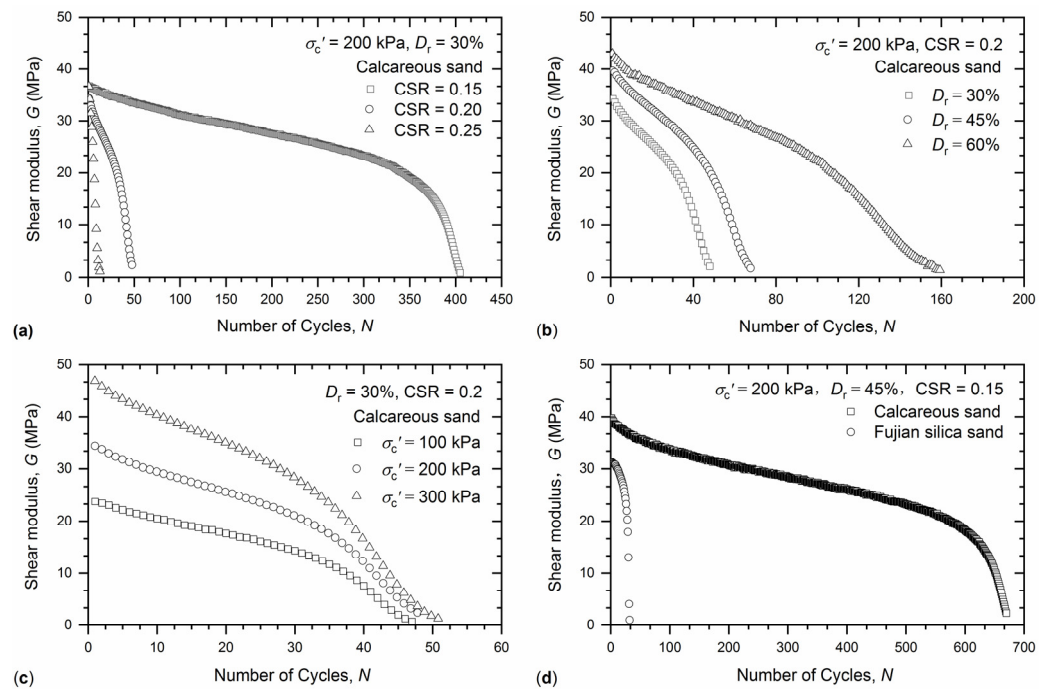 σc′ = 200 kPa, Dr = 30%
Calcareous sand
CSR = 0.15
CSR = 0.20
CSR = 0.25
Shear modulus, G (MPa)
50
40
30
20
10
0
0 50 100 150 200 250 300 350 400 450
(a)
Number of Cycles, N
σc′ = 200 kPa, CSR = 0.2
Calcareous sand
Dr = 30%
Dr = 45%
Dr = 60%
Shear modulus, G (MPa)
50
40
30
20
10
0
0 40 80 120 160 200
(b)
Number of Cycles, N
Dr = 30%, CSR = 0.2
Calcareous sand
σc′ = 100 kPa
σc′ = 200 kPa
σc′ = 300 kPa
Shear modulus, G (MPa)
50
40
30
20
10
0
0 10 20 30 40 50 60
(c)
Number of Cycles, N
σc′ = 200 kPa, Dr = 45%, CSR = 0.15
Calcareous sand
Fujian silica sand
Shear modulus, G (MPa)
50
40
30
20
10
0
0 100 200 300 400 500 600 700
(d)
Number of Cycles, N